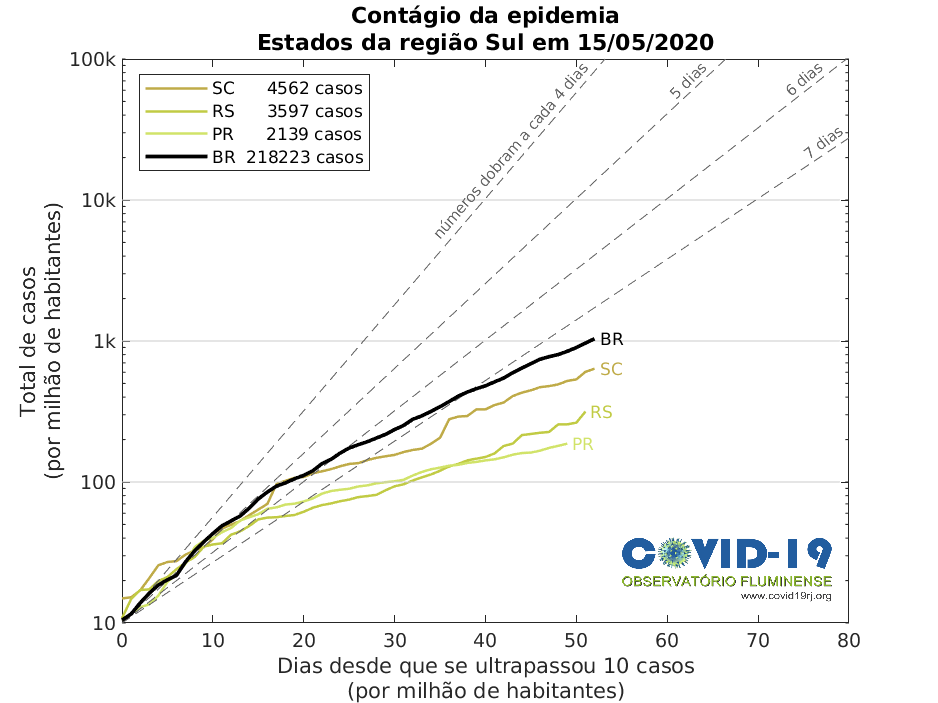 Contágio da epidemia
Estados da região Sul em 15/05/2020
100k
10k
1k
100
10
Total de casos
(por milhão de habitantes)
SC 4562 casos
RS 3597 casos
PR 2139 casos
BR 218223 casos
números dobram a cada 4 dias
5 dias
6 dias
7 dias
BR
SC
RS
PR
COVID-19
OBSERVATÓRIO FLUMINENSE
www.covid19rj.org
0 10 20 30 40 50 60 70 80
Dias desde que se ultrapassou 10 casos
(por milhão de habitantes)